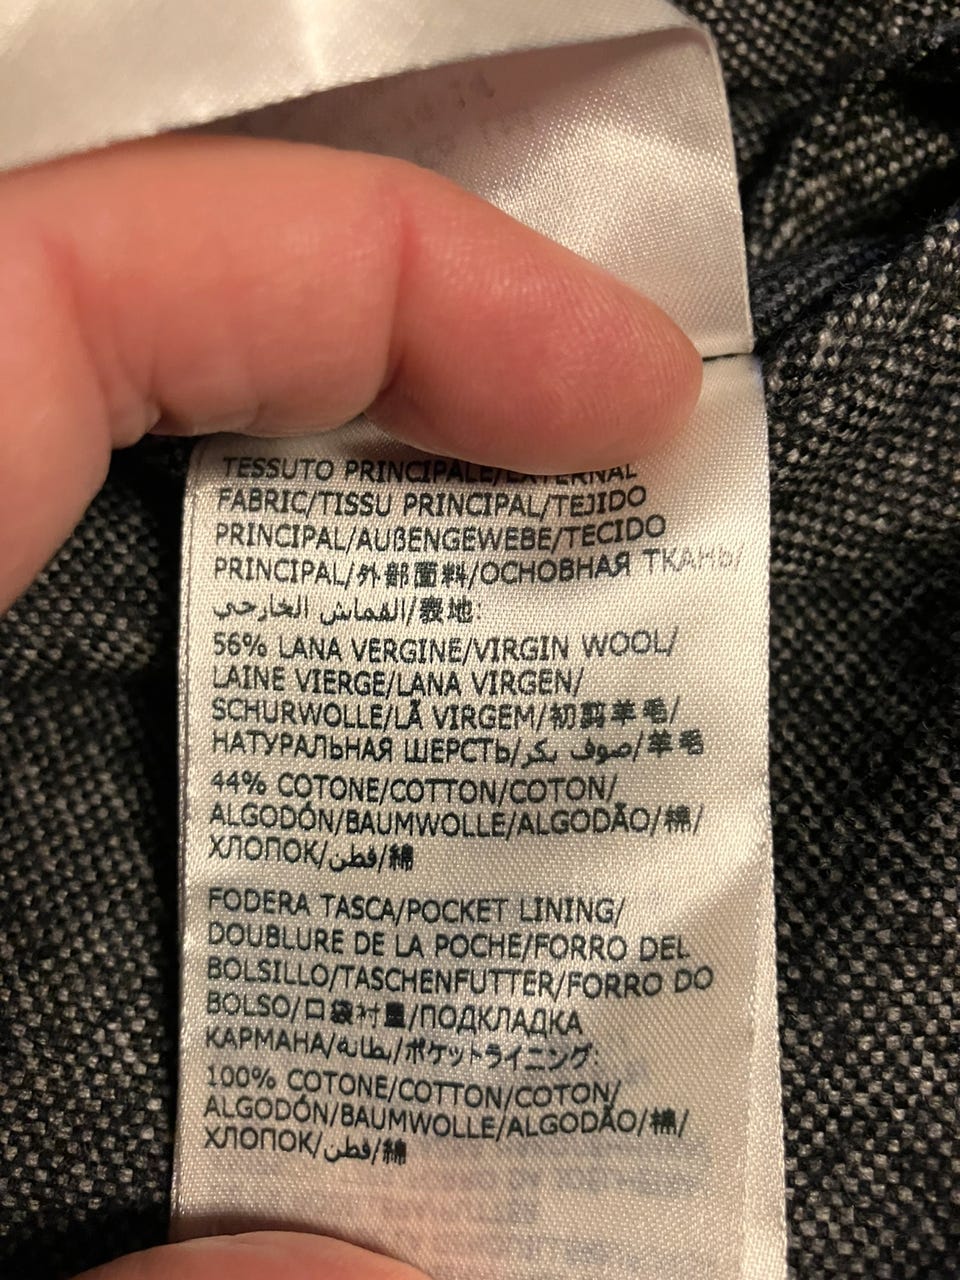 TESSUTO PRINCIPALE/EXTERNAL
FABRIC/TISSU PRINCIPAL/TEJIDO
PRINCIPAL/AUßENGEWEBE/TECIDO
PRINCIPAL/外部面料/ОСНОВНАЯ ТКАНЬ/
القماش الخارجي/表地:
56% LANA VERGINE/VIRGIN WOOL/
LAINE VIERGE/LANA VIRGEN/
SCHURWOLLE/LÃ VIRGEM/初剪羊毛/
НАТУРАЛЬНАЯ ШЕРСТЬ/صوف بكر/羊毛
44% COTONE/COTTON/COTON/
ALGODÓN/BAUMWOLLE/ALGODÃO/棉/
ХЛОПОК/قطن/綿
FODERA TASCA/POCKET LINING/
DOUBLURE DE LA POCHE/FORRO DEL
BOLSILLO/TASCHENFUTTER/FORRO DO
BOLSO/口袋衬里/ПОДКЛАДКА
КАРМАНА/بطانة/ポケットライニング:
100% COTONE/COTTON/COTON/
ALGODÓN/BAUMWOLLE/ALGODÃO/棉/
ХЛОПОК/قطن/綿